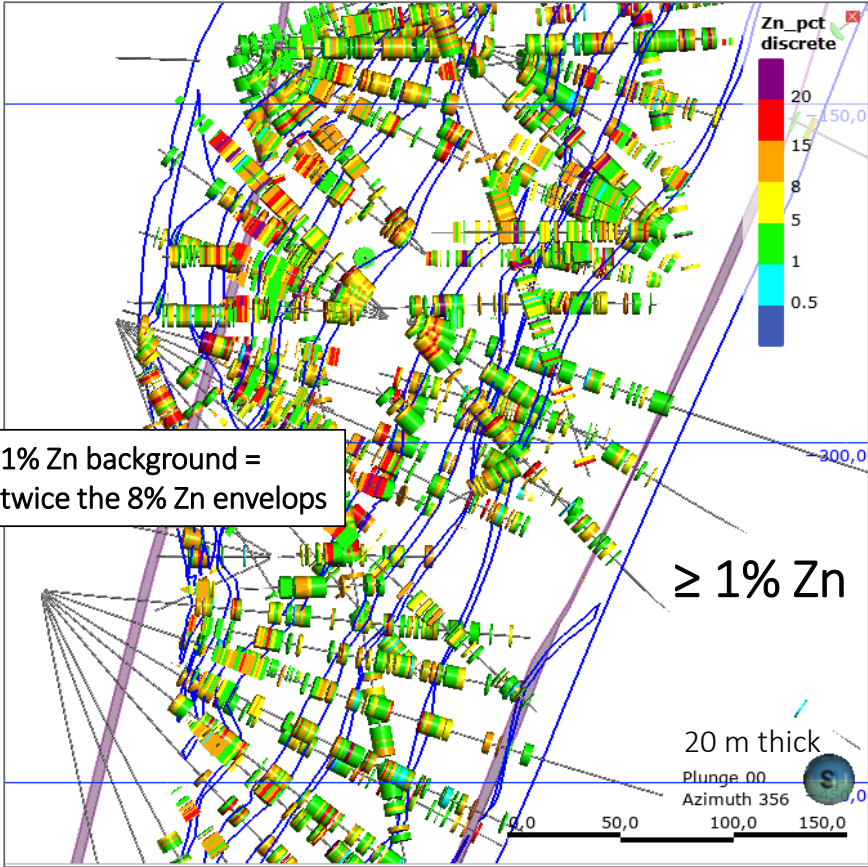 Zn_pct
discrete
20
-150,0
15
8
5
1
0.5
1% Zn background =
twice the 8% Zn envelops
-300,0
≥ 1% Zn
20 m thick
Plunge 00
Azimuth 356
S
0,0
50,0
100,0
150,0